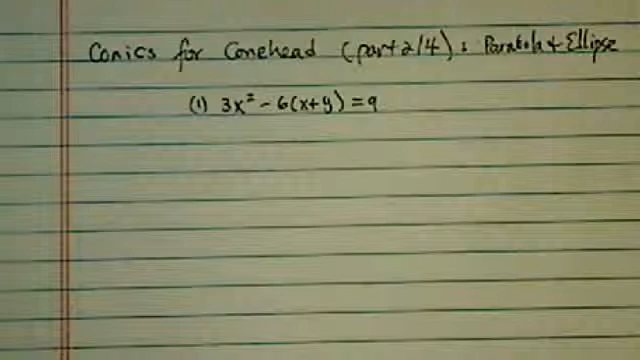 Conics for Conehead (part 2/4) : Parabola & Ellipse
(1) 3x² - 6(x+y) = 9